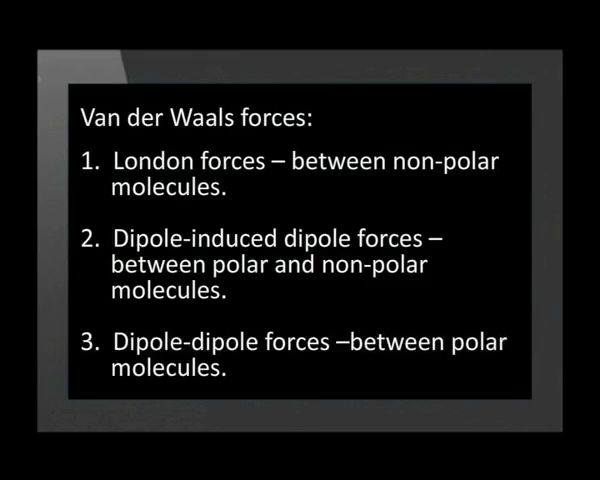 Van der Waals forces:
1. London forces – between non-polar
molecules.
2. Dipole-induced dipole forces –
between polar and non-polar
molecules.
3. Dipole-dipole forces –between polar
molecules.